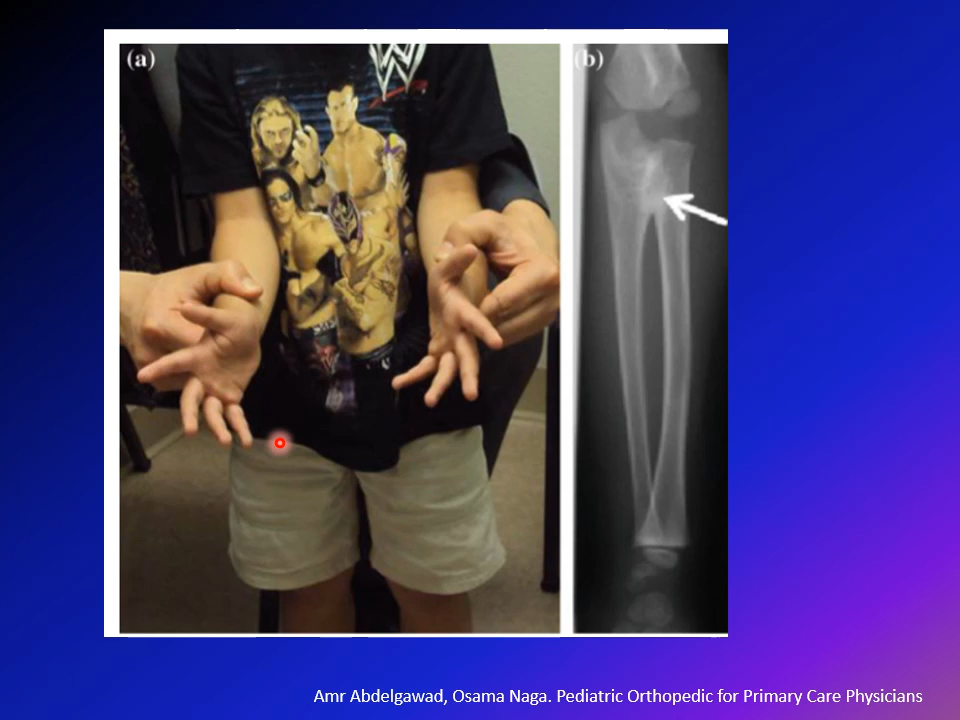 (a)
W
(b)
Amr Abdelgawad, Osama Naga. Pediatric Orthopedic for Primary Care Physicians